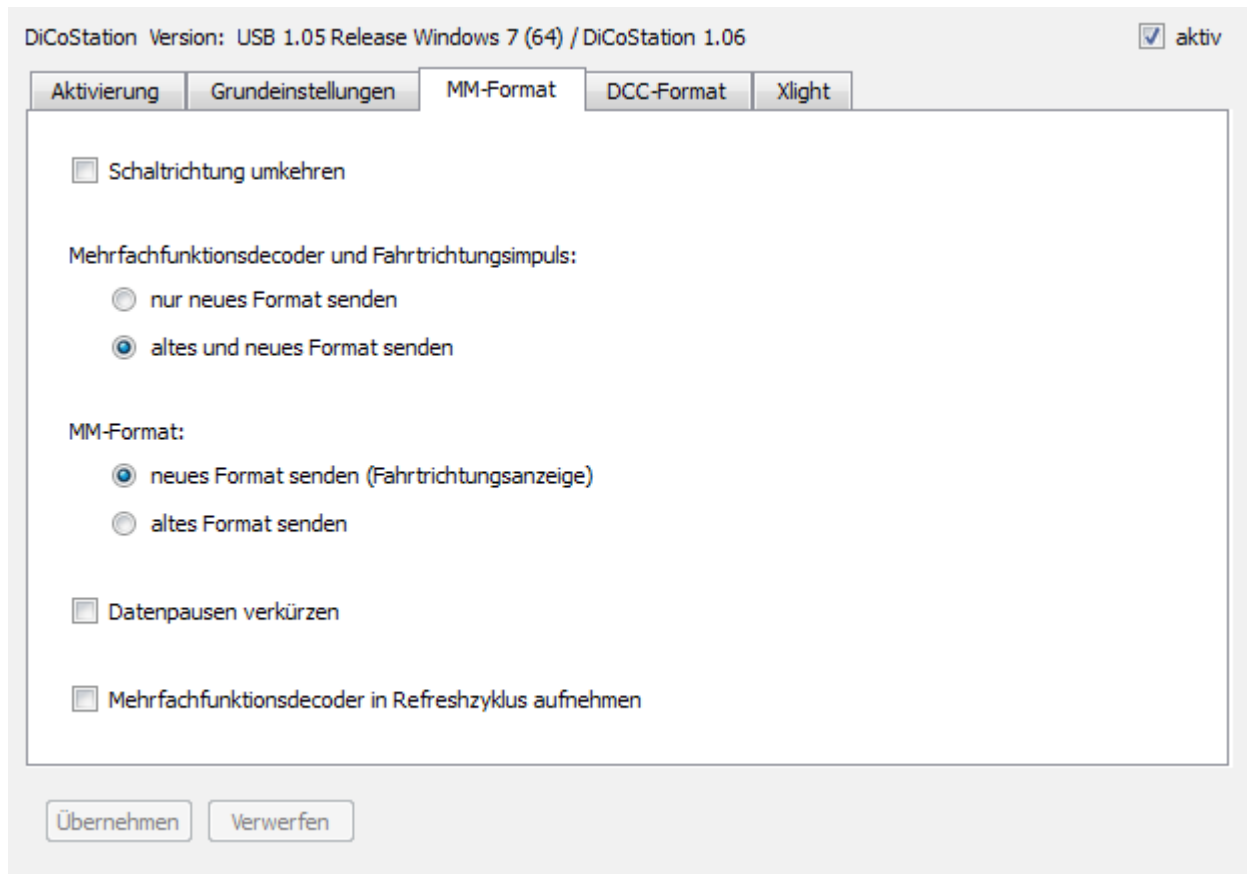 DiCoStation Version: USB 1.05 Release Windows 7 (64) / DiCoStation 1.06 aktiv
Aktivierung Grundeinstellungen MM-Format DCC-Format Xlight
Schaltrichtung umkehren
Mehrfachfunktionsdecoder und Fahrtrichtungsimpuls:
nur neues Format senden
altes und neues Format senden
MM-Format:
neues Format senden (Fahrtrichtungsanzeige)
altes Format senden
Datenpausen verkürzen
Mehrfachfunktionsdecoder in Refreshzyklus aufnehmen
Übernehmen Verwerfen